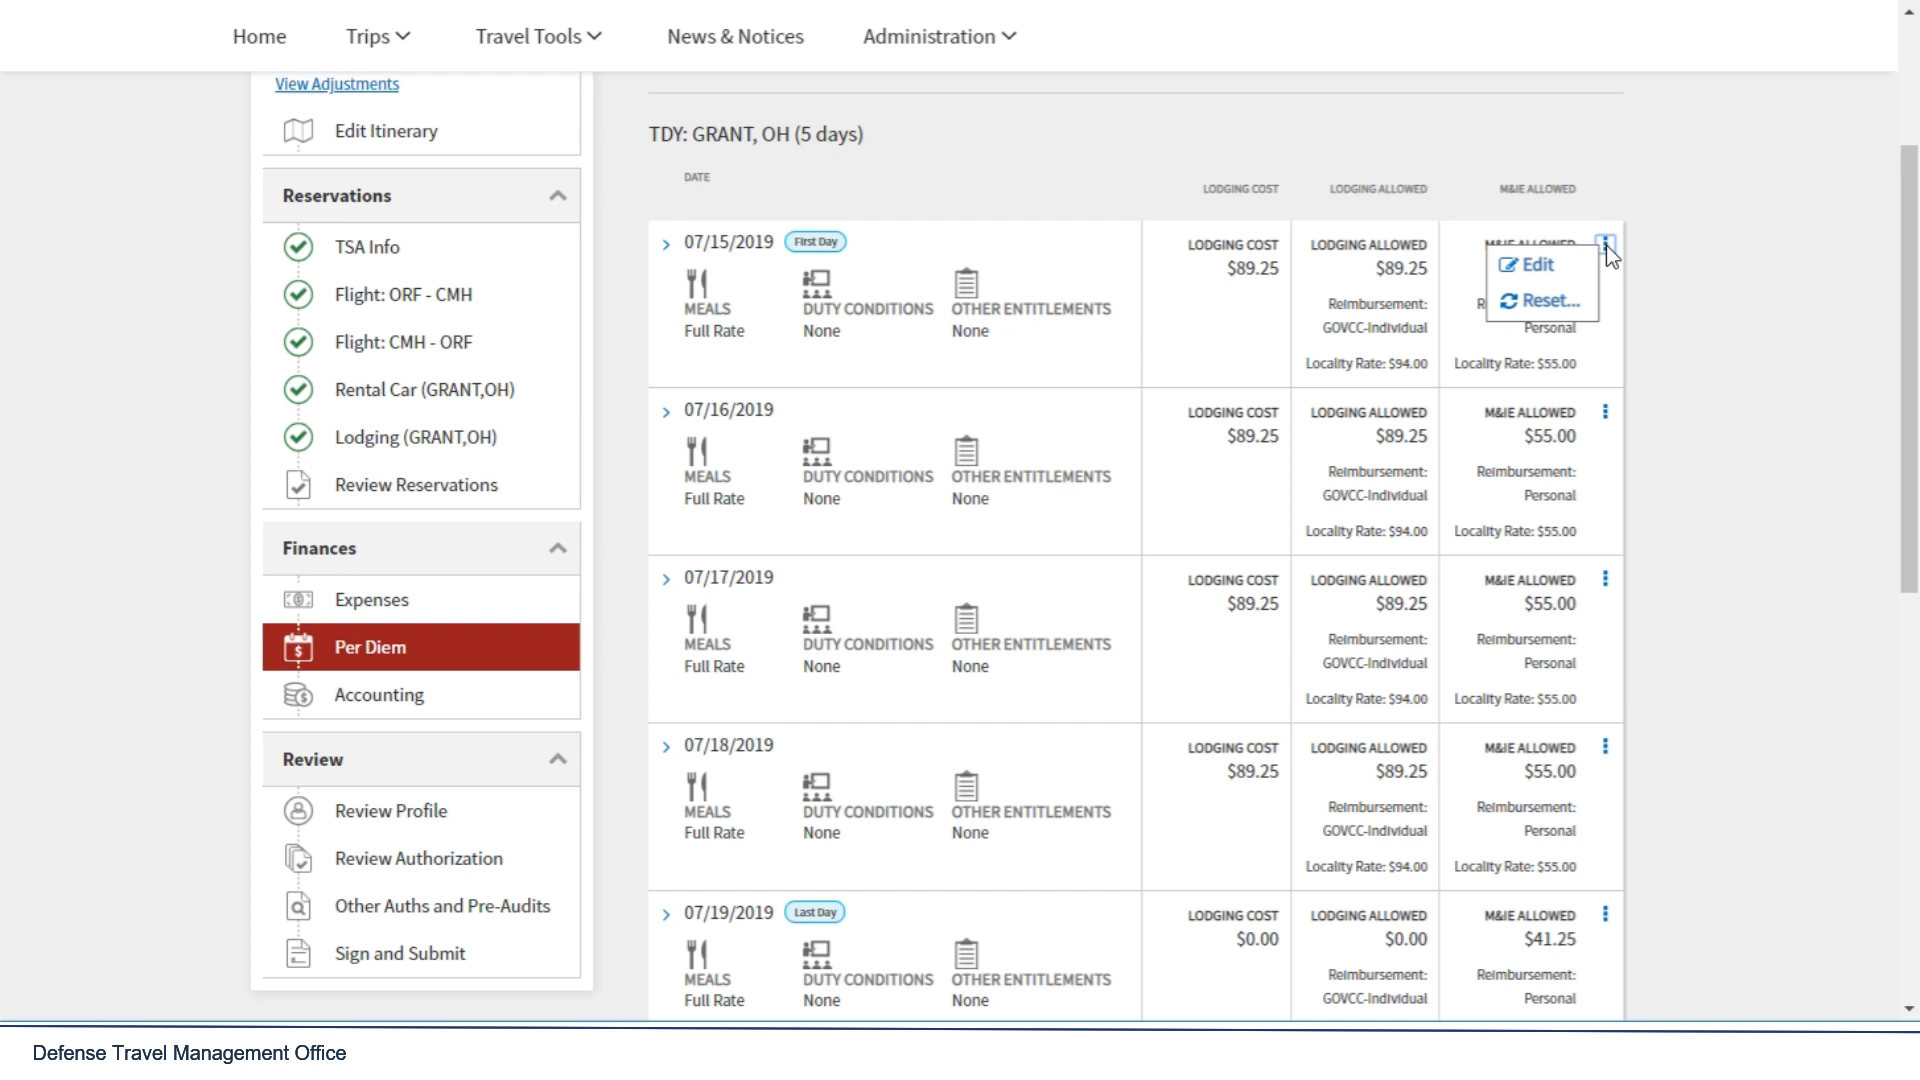 Home Trips Travel Tools News & Notices Administration
View Adjustments
Edit Itinerary
Reservations
TSA Info
Flight: ORF - CMH
Flight: CMH - ORF
Rental Car (GRANT,OH)
Lodging (GRANT,OH)
Review Reservations
Finances
Expenses
Per Diem
Accounting
Review
Review Profile
Review Authorization
Other Auths and Pre-Audits
Sign and Submit
TDY: GRANT, OH (5 days)
DATE LODGING COST LODGING ALLOWED M&IE ALLOWED
07/15/2019 First Day LODGING COST LODGING ALLOWED M&IE ALLOWED
$89.25 $89.25
Edit
Reset...
MEALS DUTY CONDITIONS OTHER ENTITLEMENTS Reimbursement: R
Full Rate None None GOVCC-Individual Personal
Locality Rate: $94.00 Locality Rate: $55.00
07/16/2019 LODGING COST LODGING ALLOWED M&IE ALLOWED
$89.25 $89.25 $55.00
MEALS DUTY CONDITIONS OTHER ENTITLEMENTS Reimbursement: Reimbursement:
Full Rate None None GOVCC-Individual Personal
Locality Rate: $94.00 Locality Rate: $55.00
07/17/2019 LODGING COST LODGING ALLOWED M&IE ALLOWED
$89.25 $89.25 $55.00
MEALS DUTY CONDITIONS OTHER ENTITLEMENTS Reimbursement: Reimbursement:
Full Rate None None GOVCC-Individual Personal
Locality Rate: $94.00 Locality Rate: $55.00
07/18/2019 LODGING COST LODGING ALLOWED M&IE ALLOWED
$89.25 $89.25 $55.00
MEALS DUTY CONDITIONS OTHER ENTITLEMENTS Reimbursement: Reimbursement:
Full Rate None None GOVCC-Individual Personal
Locality Rate: $94.00 Locality Rate: $55.00
07/19/2019 Last Day LODGING COST LODGING ALLOWED M&IE ALLOWED
$0.00 $0.00 $41.25
MEALS DUTY CONDITIONS OTHER ENTITLEMENTS Reimbursement: Reimbursement:
Full Rate None None GOVCC-Individual Personal
Defense Travel Management Office